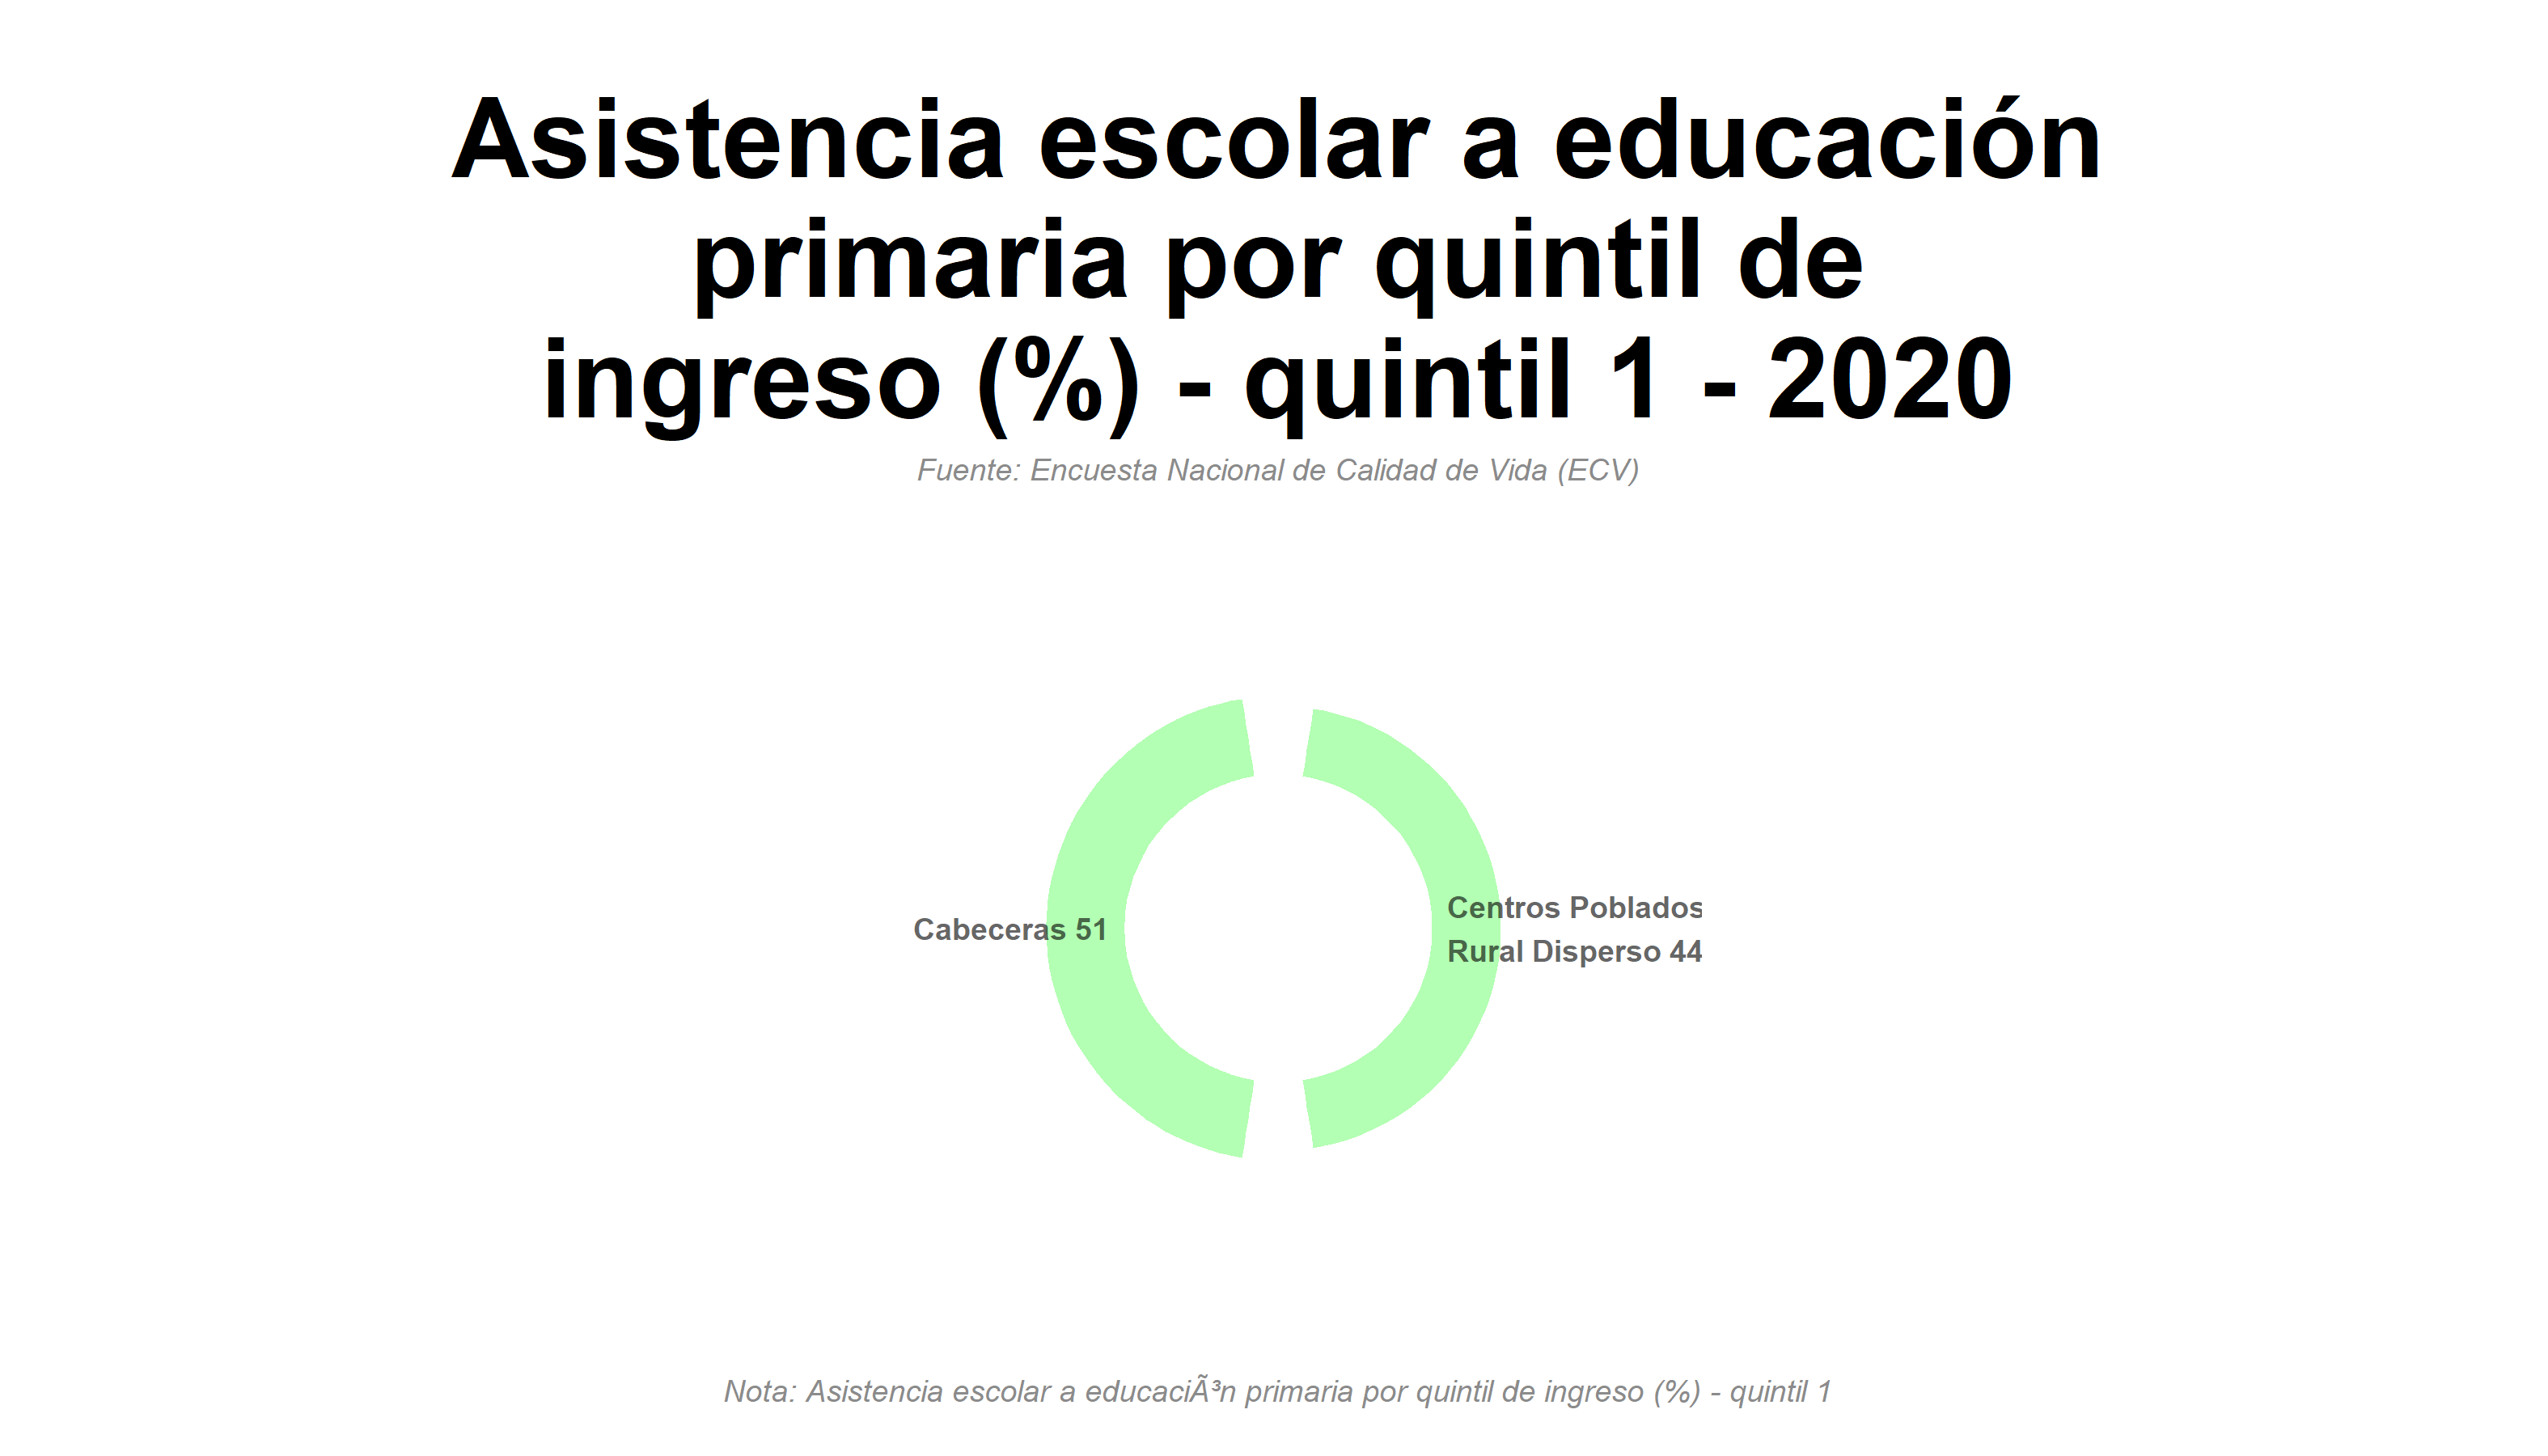 Asistencia escolar a educación
primaria por quintil de
ingreso (%) - quintil 1 - 2020
Fuente: Encuesta Nacional de Calidad de Vida (ECV)
Cabeceras 51
Centros Poblados
Rural Disperso 44
Nota: Asistencia escolar a educaciÃ³n primaria por quintil de ingreso (%) - quintil 1